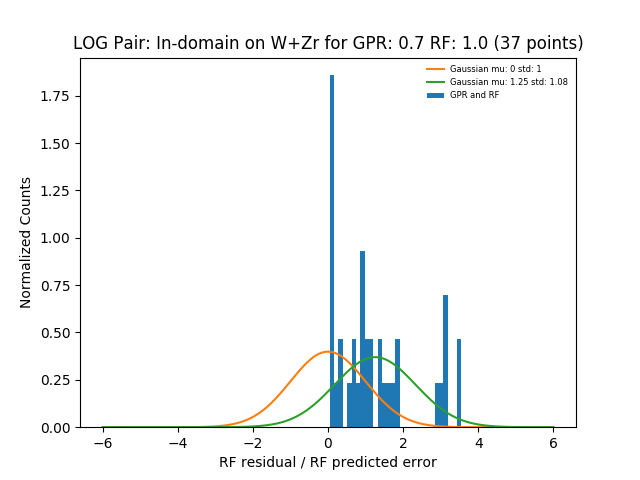 LOG Pair: In-domain on W+Zr for GPR: 0.7 RF: 1.0 (37 points)
Gaussian mu: 0 std: 1
Gaussian mu: 1.25 std: 1.08
GPR and RF
Normalized Counts
1.75
1.50
1.25
1.00
0.75
0.50
0.25
0.00
−6 −4 −2 0 2 4 6
RF residual / RF predicted error